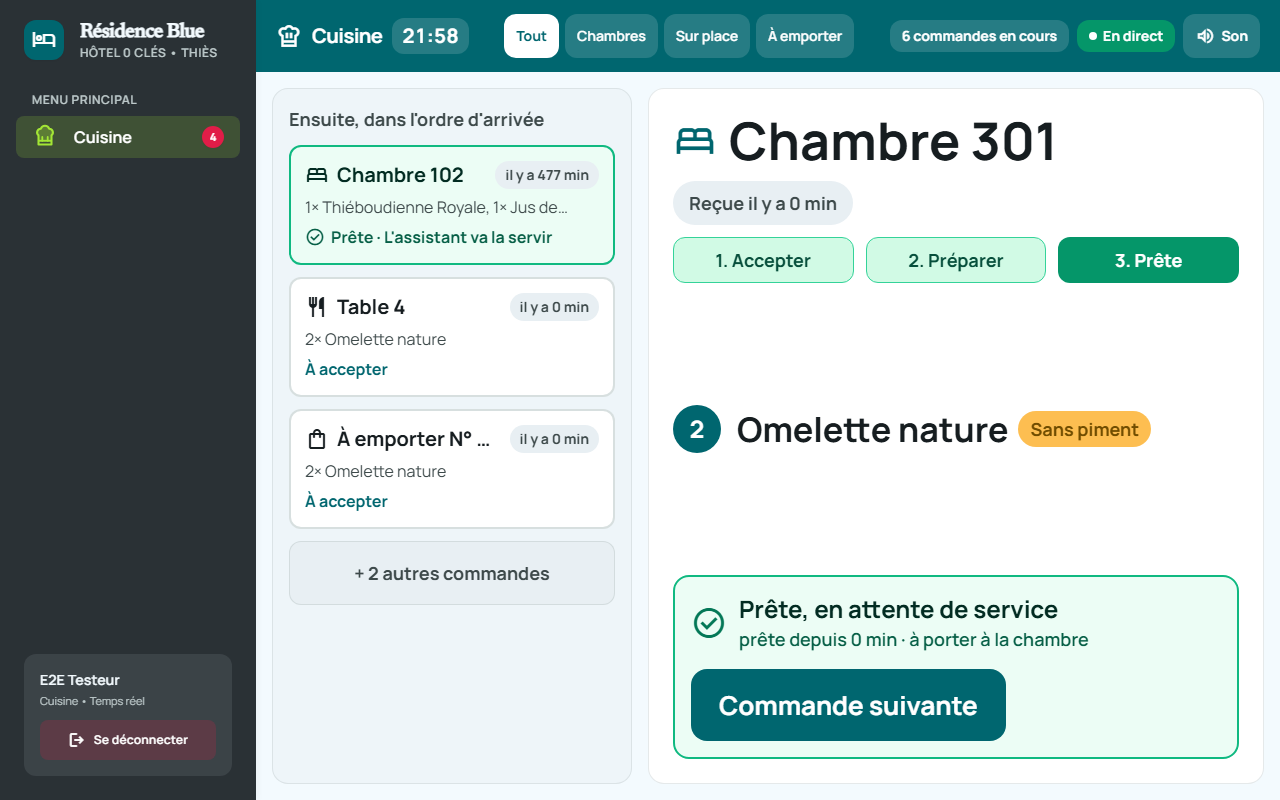 Résidence Blue
HÔTEL 0 CLÉS • THIÈS
MENU PRINCIPAL
Cuisine
4
E2E Testeur
Cuisine • Temps réel
Se déconnecter
Cuisine
21:58
Tout
Chambres
Sur place
À emporter
6 commandes en cours
En direct
Son
Ensuite, dans l'ordre d'arrivée
Chambre 102
il y a 477 min
1× Thiéboudienne Royale, 1× Jus de…
Prête · L'assistant va la servir
Table 4
il y a 0 min
2× Omelette nature
À accepter
À emporter N° …
il y a 0 min
2× Omelette nature
À accepter
+ 2 autres commandes
Chambre 301
Reçue il y a 0 min
1. Accepter
2. Préparer
3. Prête
2
Omelette nature
Sans piment
Prête, en attente de service
prête depuis 0 min · à porter à la chambre
Commande suivante